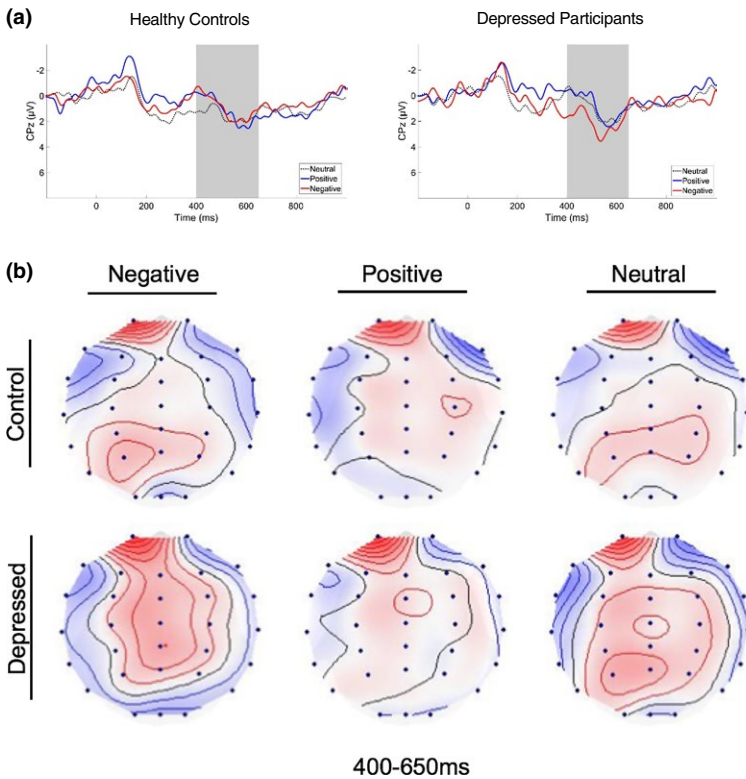 (a)
Healthy Controls
Depressed Participants
-2
0
2
4
6
CPz (µV)
0
200
400
600
800
Time (ms)
Neutral
Positive
Negative
-2
0
2
4
6
CPz (µV)
0
200
400
600
800
Time (ms)
Neutral
Positive
Negative
(b)
Negative
Positive
Neutral
Control
Depressed
400-650ms